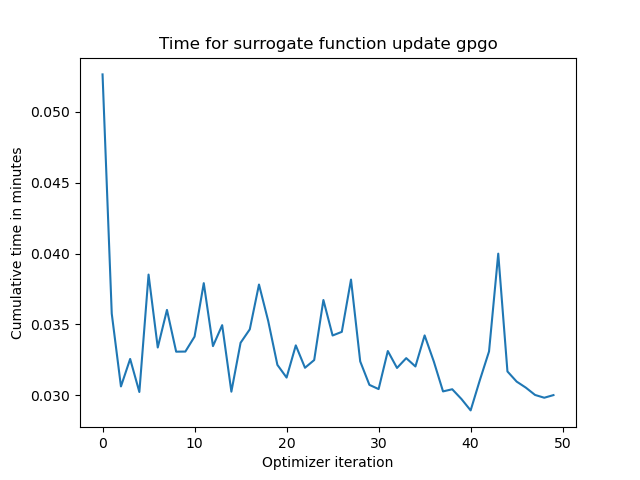 Time for surrogate function update gpgo
Cumulative time in minutes
0.050
0.045
0.040
0.035
0.030
0 10 20 30 40 50
Optimizer iteration